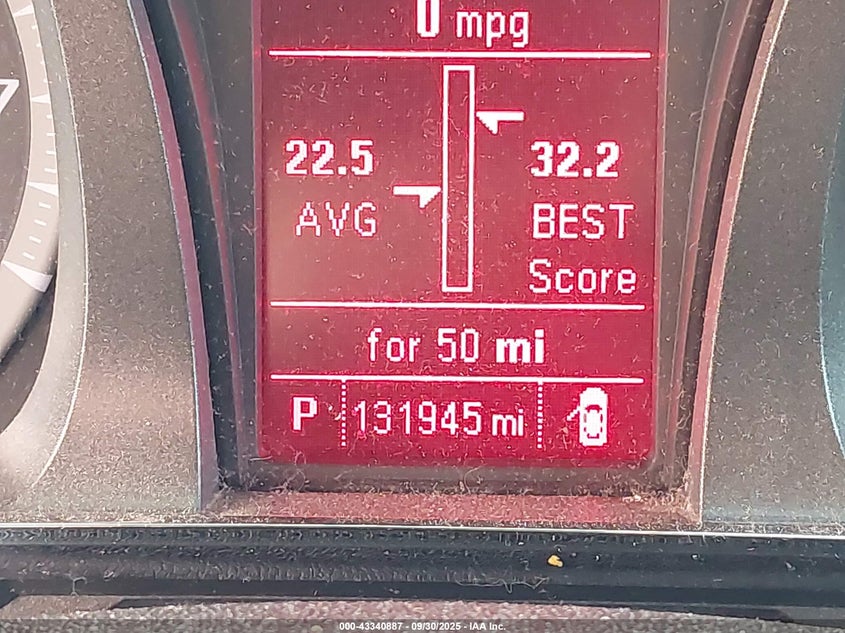 0 mpg
22.5
AVG
32.2
BEST
Score
for 50 mi
P 131945 mi
000-43340887 - 09/30/2025 - IAA Inc.